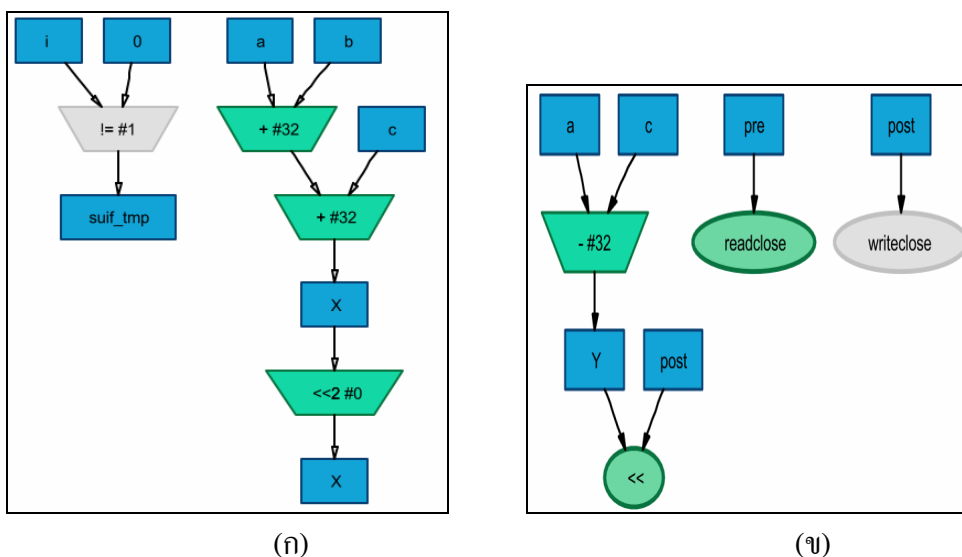 i 0 a b
!= #1 + #32 c
suif_tmp + #32
X
<<2 #0
X
a c pre post
- #32 readclose writeclose
Y post
<<
(ก) (ข)